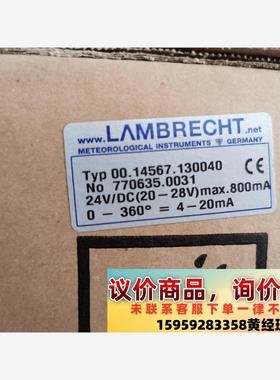 www.LAMBRECHT.net
METEOROLOGICAL INSTRUMENTS GERMANY
Typ 00.14567.130040
No 770635.0031
24V/DC(20-28V)max.800mA
0 - 360° = 4-20mA
议价商品，询价
未联系客服下单一律不
15959283358黄经理